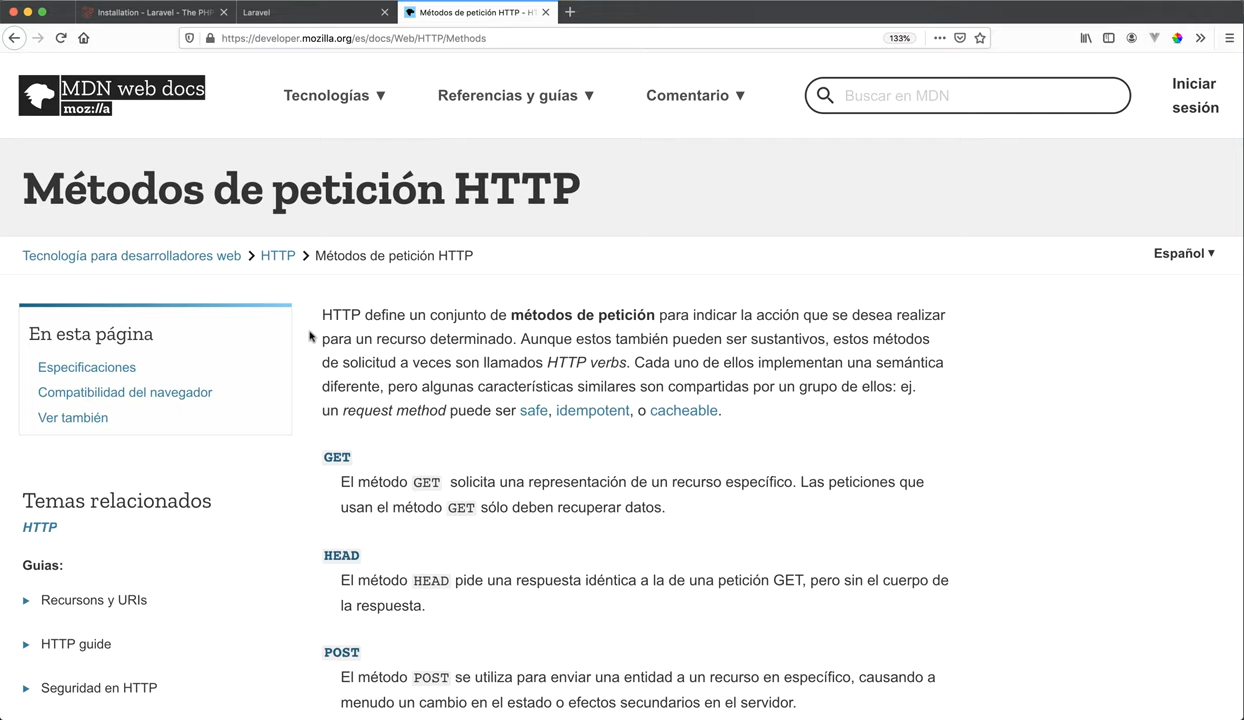 Installation - Laravel - The PHP
Laravel
Métodos de petición HTTP - HT
https://developer.mozilla.org/es/docs/Web/HTTP/Methods
133%
MDN web docs
moz://a
Tecnologías ▼
Referencias y guías ▼
Comentario ▼
Buscar en MDN
Iniciar
sesión
Métodos de petición HTTP
Tecnología para desarrolladores web > HTTP > Métodos de petición HTTP
Español ▼
En esta página
Especificaciones
Compatibilidad del navegador
Ver también
Temas relacionados
HTTP
Guias:
Recursons y URIs
HTTP guide
Seguridad en HTTP
HTTP define un conjunto de métodos de petición para indicar la acción que se desea realizar
para un recurso determinado. Aunque estos también pueden ser sustantivos, estos métodos
de solicitud a veces son llamados HTTP verbs. Cada uno de ellos implementan una semántica
diferente, pero algunas características similares son compartidas por un grupo de ellos: ej.
un request method puede ser safe, idempotent, o cacheable.
GET
El método GET solicita una representación de un recurso específico. Las peticiones que
usan el método GET sólo deben recuperar datos.
HEAD
El método HEAD pide una respuesta idéntica a la de una petición GET, pero sin el cuerpo de
la respuesta.
POST
El método POST se utiliza para enviar una entidad a un recurso en específico, causando a
menudo un cambio en el estado o efectos secundarios en el servidor.